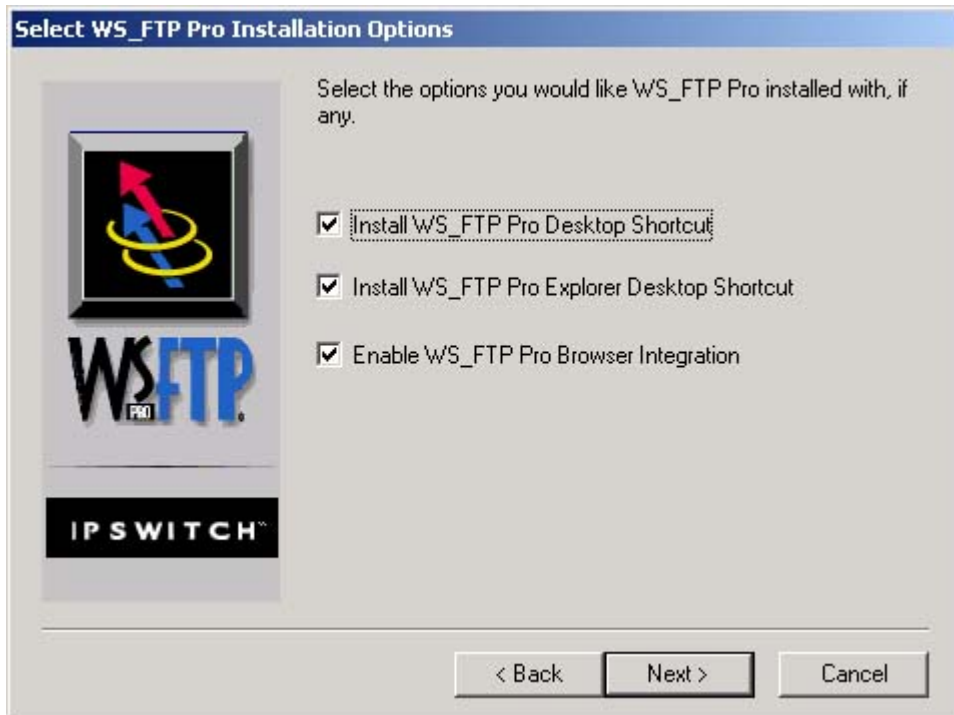 Select WS_FTP Pro Installation Options
Select the options you would like WS_FTP Pro installed with, if
any.
Install WS_FTP Pro Desktop Shortcut
Install WS_FTP Pro Explorer Desktop Shortcut
Enable WS_FTP Pro Browser Integration
WS FTP
PRO
IPSWITCH™
< Back
Next >
Cancel